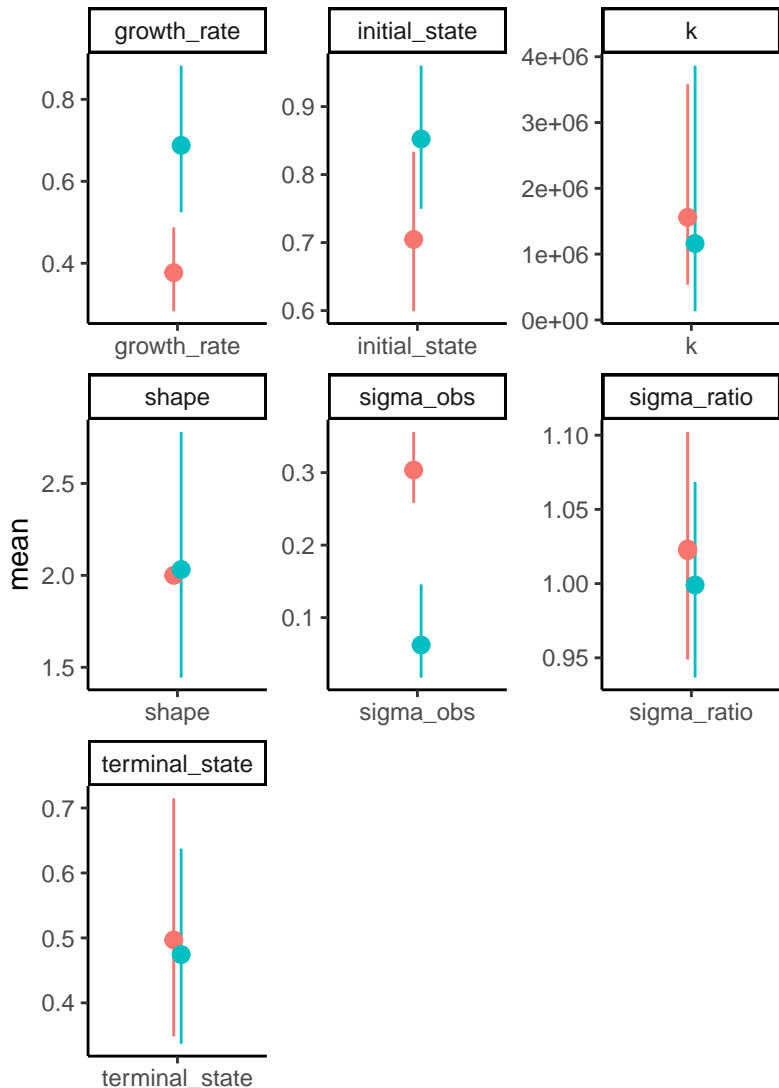 growth_rate
initial_state
k
0.8
0.6
0.4
growth_rate
0.9
0.8
0.7
0.6
initial_state
4e+06
3e+06
2e+06
1e+06
0e+00
k
mean
shape
sigma_obs
sigma_ratio
2.5
2.0
1.5
shape
0.3
0.2
0.1
sigma_obs
1.10
1.05
1.00
0.95
sigma_ratio
terminal_state
0.7
0.6
0.5
0.4
terminal_state